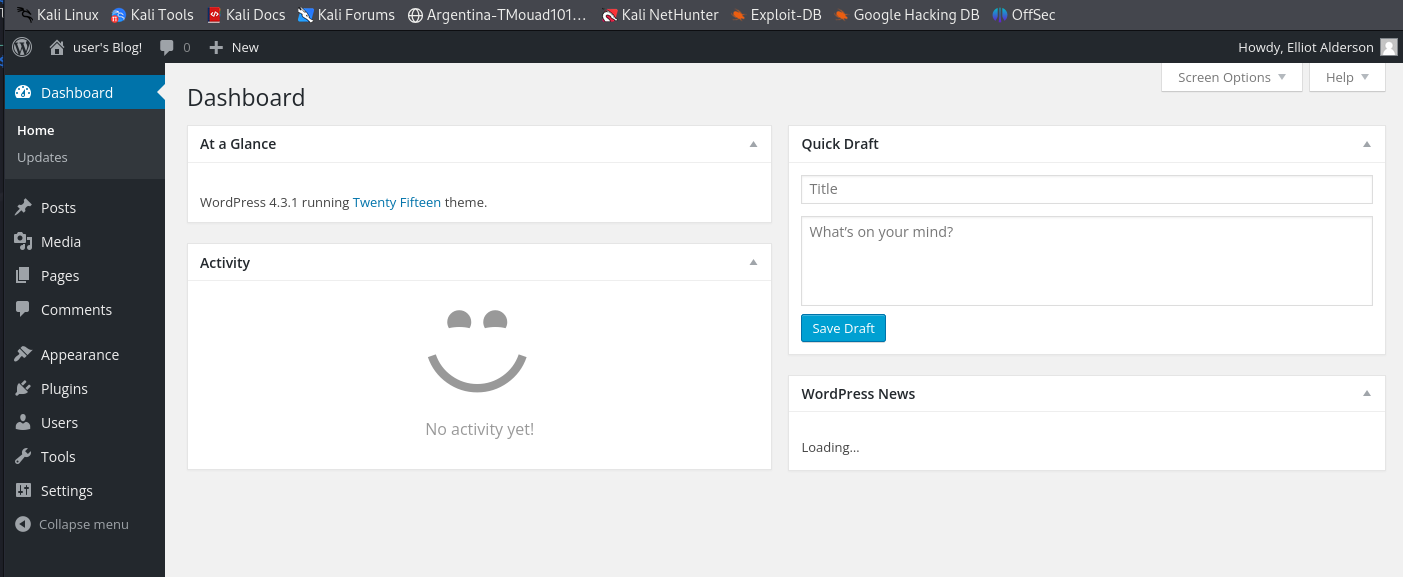 Kali Linux Kali Tools Kali Docs Kali Forums Argentina-TMouad101... Kali NetHunter Exploit-DB Google Hacking DB OffSec
user's Blog! 0 New Howdy, Elliot Alderson
Dashboard
Home
Updates
Posts
Media
Pages
Comments
Appearance
Plugins
Users
Tools
Settings
Collapse menu
Screen Options Help
Dashboard
At a Glance
WordPress 4.3.1 running Twenty Fifteen theme.
Activity
No activity yet!
Quick Draft
Title
What's on your mind?
Save Draft
WordPress News
Loading...